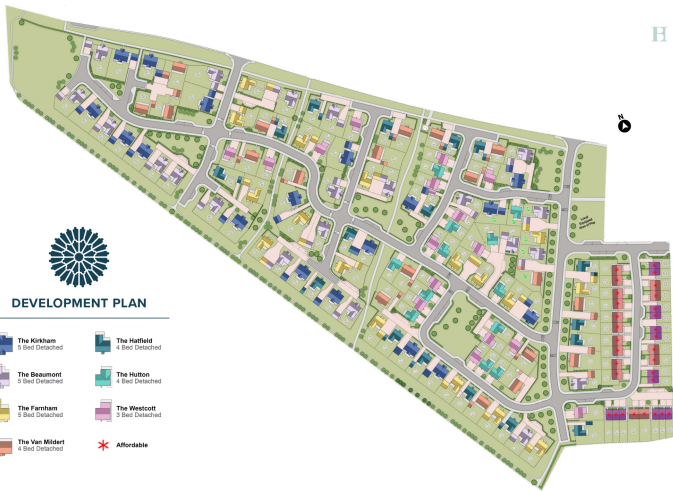 H
N
DEVELOPMENT PLAN
The Kirkham
5 Bed Detached
The Hatfield
4 Bed Detached
The Beaumont
5 Bed Detached
The Hutton
4 Bed Detached
The Farnham
5 Bed Detached
The Westcott
3 Bed Detached
The Van Mildert
4 Bed Detached
Affordable